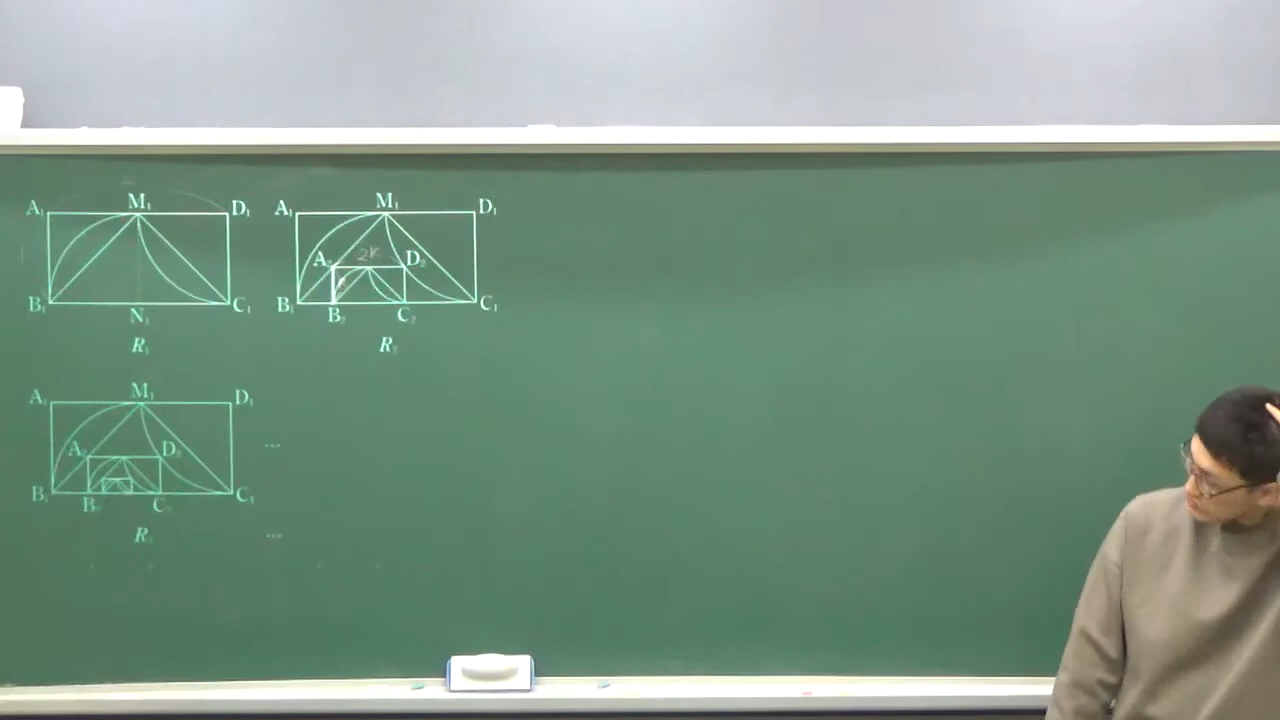 A₁ M₁ D₁
B₁ N₁ C₁
R₁
A₁ M₁ D₁
A₂ 2k D₂
B₁ B₂ C₂ C₁
R₂
A₁ M₁ D₁
A₂ D₂ ...
B₁ B₂ C₂ C₁
R₃ ...